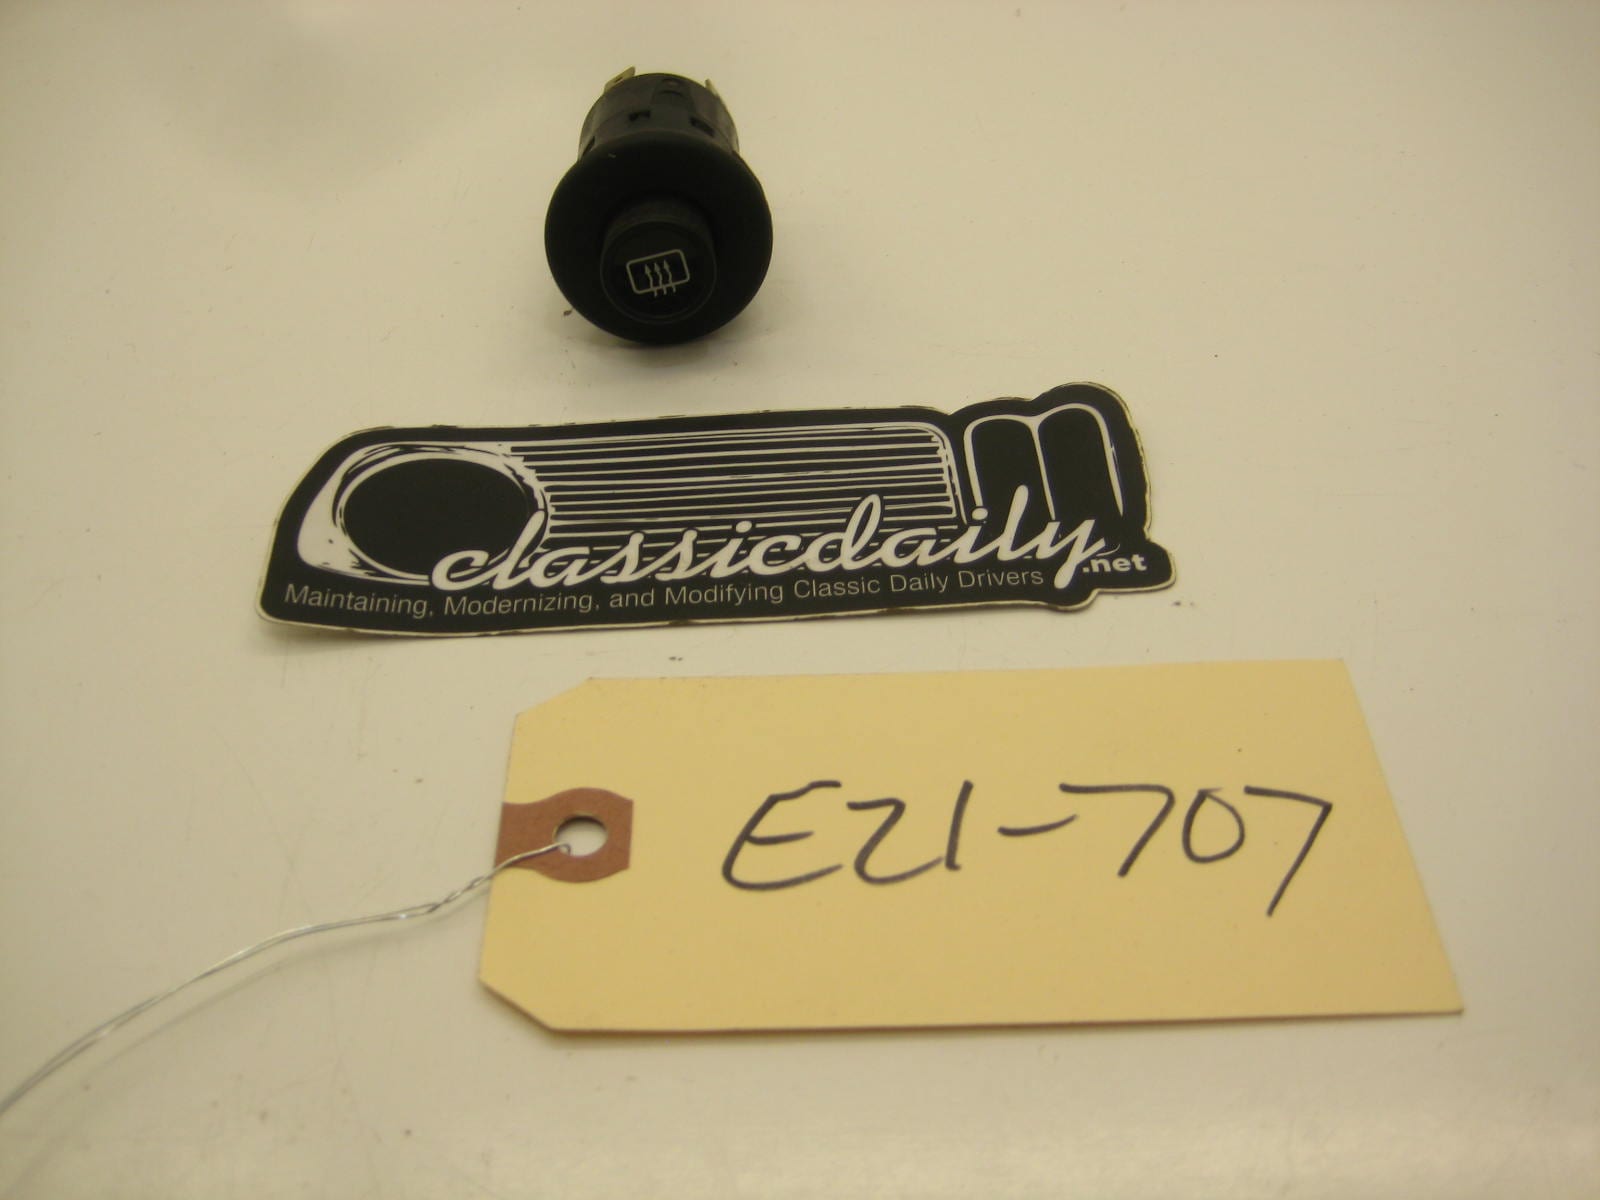 classicdaily.net
Maintaining, Modernizing, and Modifying Classic Daily Drivers
E21-707